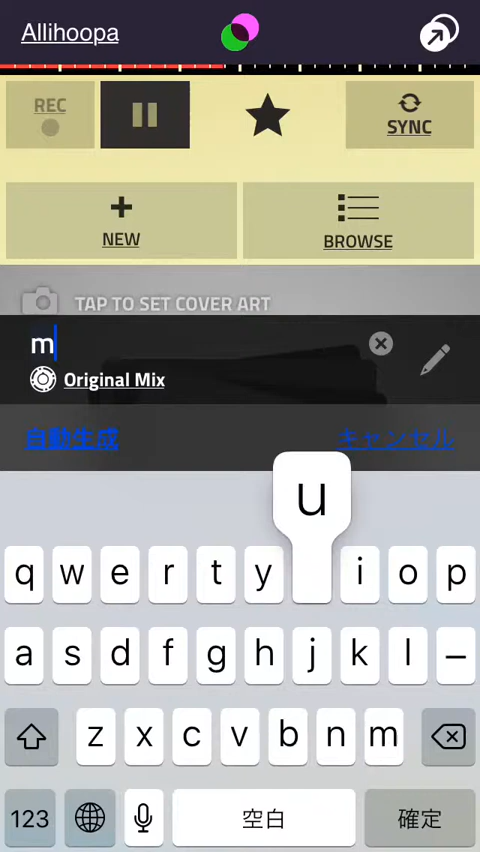 Allihoopa
REC
SYNC
NEW
BROWSE
TAP TO SET COVER ART
m
Original Mix
自動生成 キャンセル
u
q w e r t y i o p
a s d f g h j k l ー
z x c v b n m
123 空白 確定